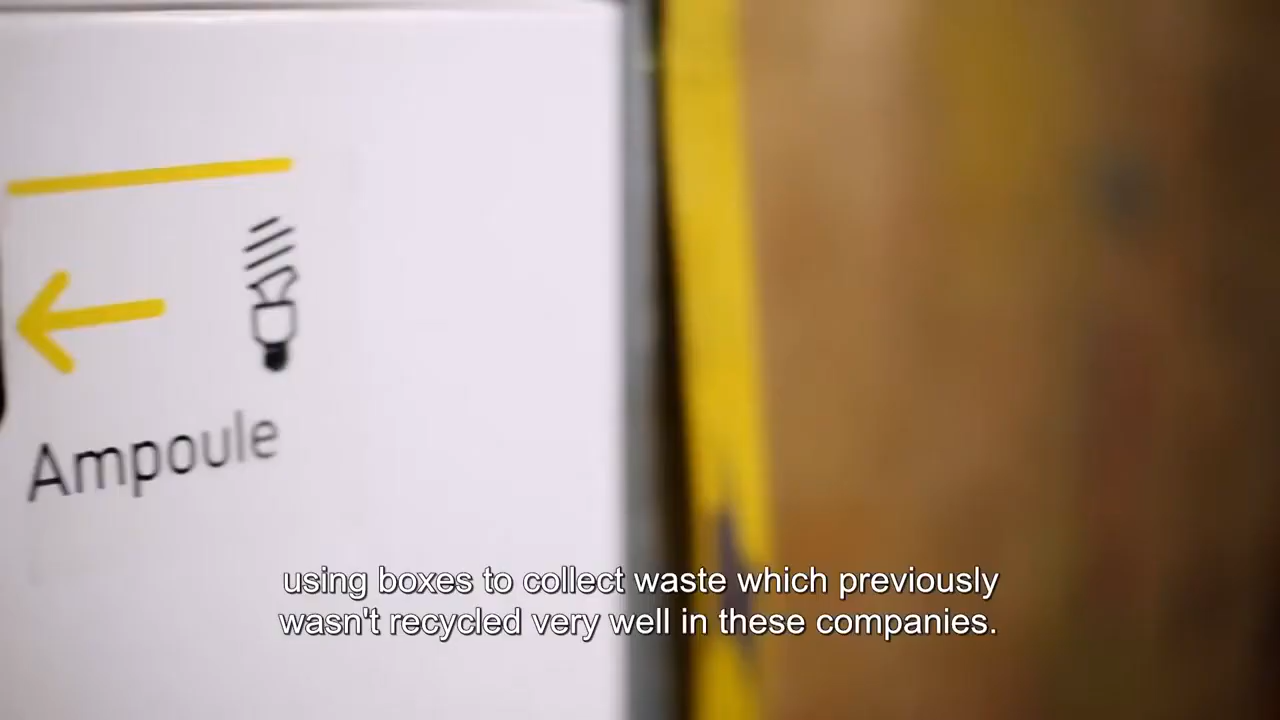 Ampoule
using boxes to collect waste which previously
wasn't recycled very well in these companies.